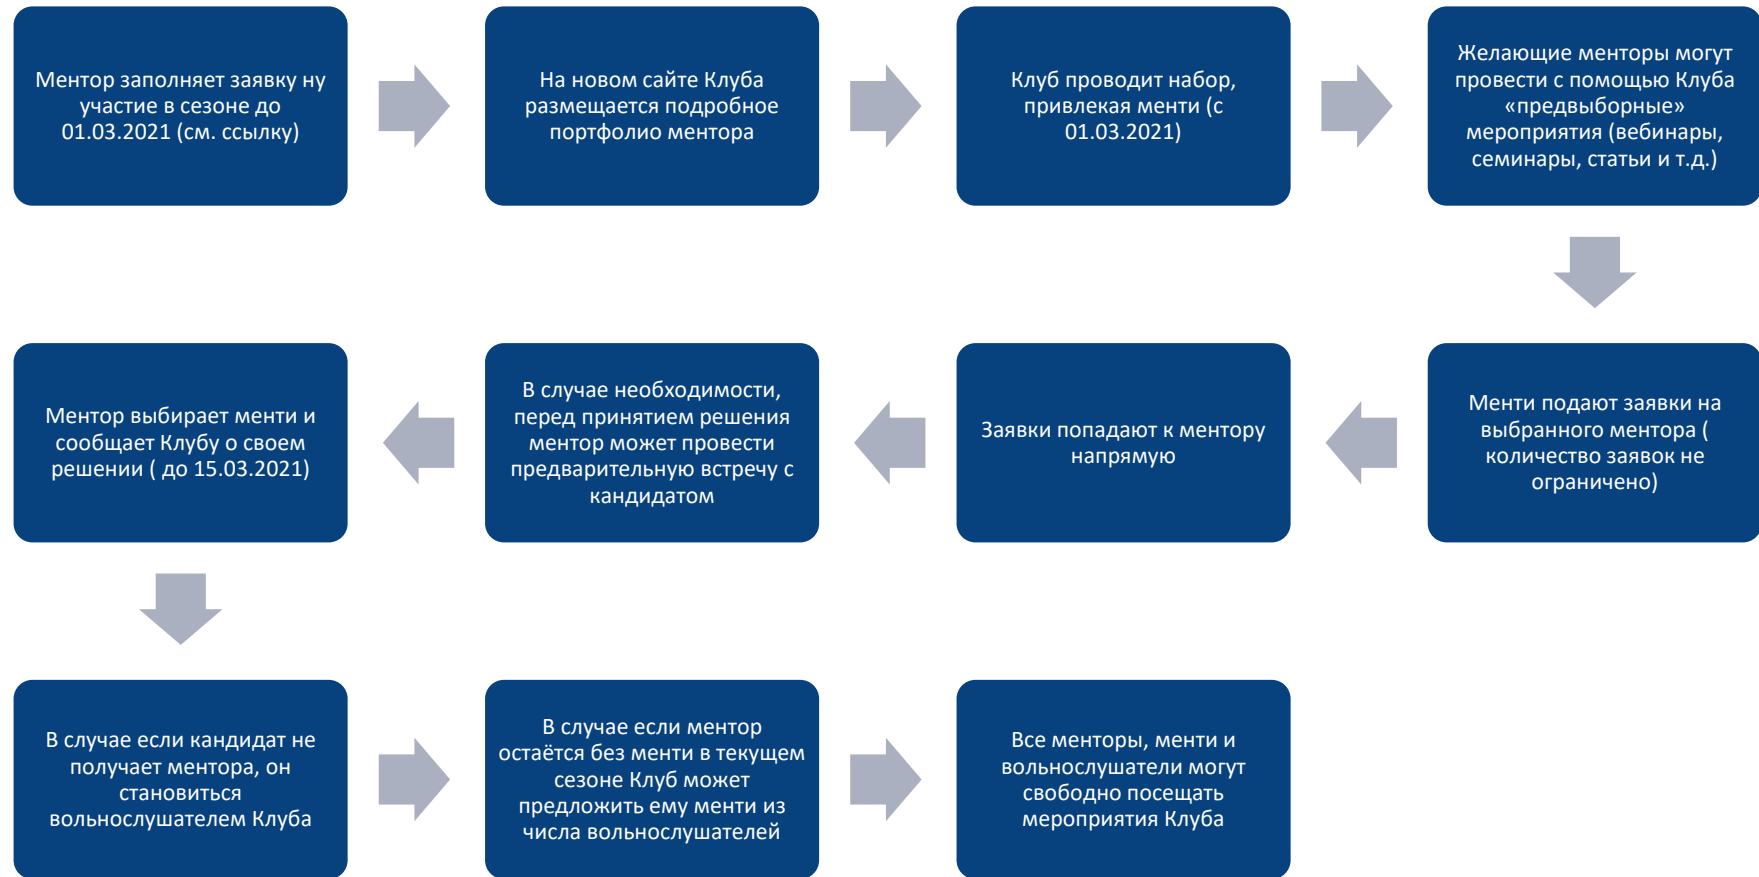 Ментор заполняет заявку ну
участие в сезоне до
01.03.2021 (см. ссылку)
На новом сайте Клуба
размещается подробное
портфолио ментора
Клуб проводит набор,
привлекая менти (с
01.03.2021)
Желающие менторы могут
провести с помощью Клуба
«предвыборные»
мероприятия (вебинары,
семинары, статьи и т.д.)
Менти подают заявки на
выбранного ментора (
количество заявок не
ограничено)
Заявки попадают к ментору
напрямую
В случае необходимости,
перед принятием решения
ментор может провести
предварительную встречу с
кандидатом
Ментор выбирает менти и
сообщает Клубу о своем
решении ( до 15.03.2021)
В случае если кандидат не
получает ментора, он
становиться
вольнослушателем Клуба
В случае если ментор
остаётся без менти в текущем
сезоне Клуб может
предложить ему менти из
числа вольнослушателей
Все менторы, менти и
вольнослушатели могут
свободно посещать
мероприятия Клуба